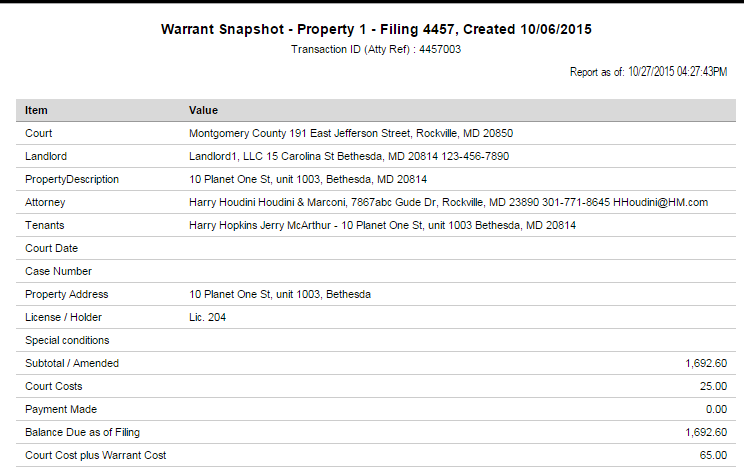 Warrant Snapshot - Property 1 - Filing 4457, Created 10/06/2015
Transaction ID (Atty Ref) : 4457003
Report as of: 10/27/2015 04:27:43PM
Item Value
Court Montgomery County 191 East Jefferson Street, Rockville, MD 20850
Landlord Landlord1, LLC 15 Carolina St Bethesda, MD 20814 123-456-7890
PropertyDescription 10 Planet One St, unit 1003, Bethesda, MD 20814
Attorney Harry Houdini Houdini & Marconi, 7867abc Gude Dr, Rockville, MD 23890 301-771-8645 HHoudini@HM.com
Tenants Harry Hopkins Jerry McArthur - 10 Planet One St, unit 1003 Bethesda, MD 20814
Court Date
Case Number
Property Address 10 Planet One St, unit 1003, Bethesda
License / Holder Lic. 204
Special conditions
Subtotal / Amended 1,692.60
Court Costs 25.00
Payment Made 0.00
Balance Due as of Filing 1,692.60
Court Cost plus Warrant Cost 65.00